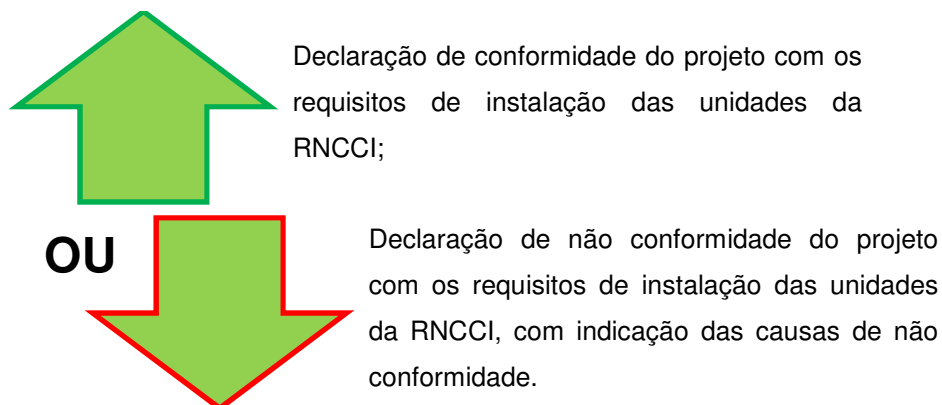 Declaração de conformidade do projeto com os
requisitos de instalação das unidades da
RNCCI;
OU
Declaração de não conformidade do projeto
com os requisitos de instalação das unidades
da RNCCI, com indicação das causas de não
conformidade.